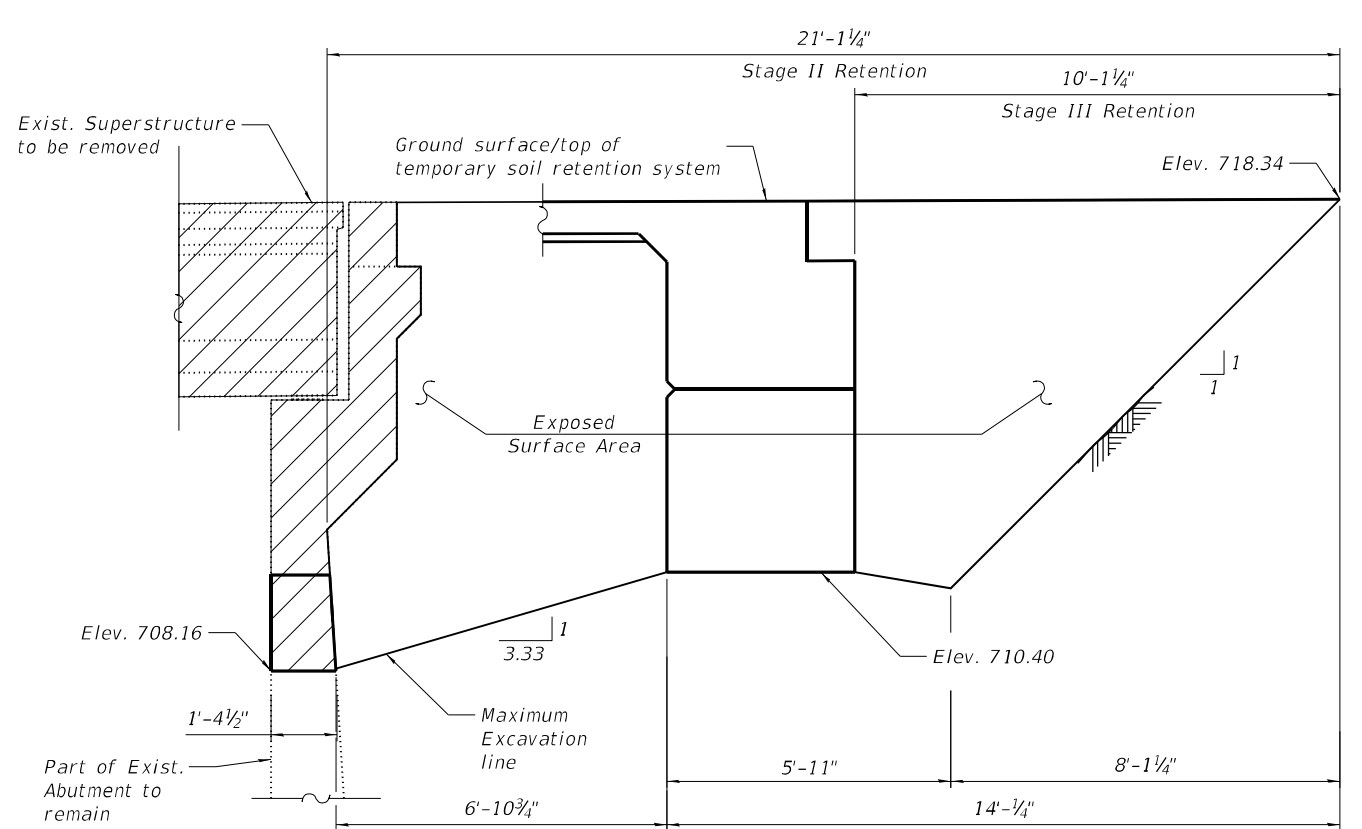 21'-1¼"
Stage II Retention
10'-1¼"
Stage III Retention
Exist. Superstructure
to be removed
Ground surface/top of
temporary soil retention system
Elev. 718.34
1
1
Exposed
Surface Area
Elev. 708.16
1
3.33
Elev. 710.40
1'-4½"
Maximum
Excavation
line
Part of Exist.
Abutment to
remain
5'-11"
8'-1¼"
6'-10¾"
14'-¼"